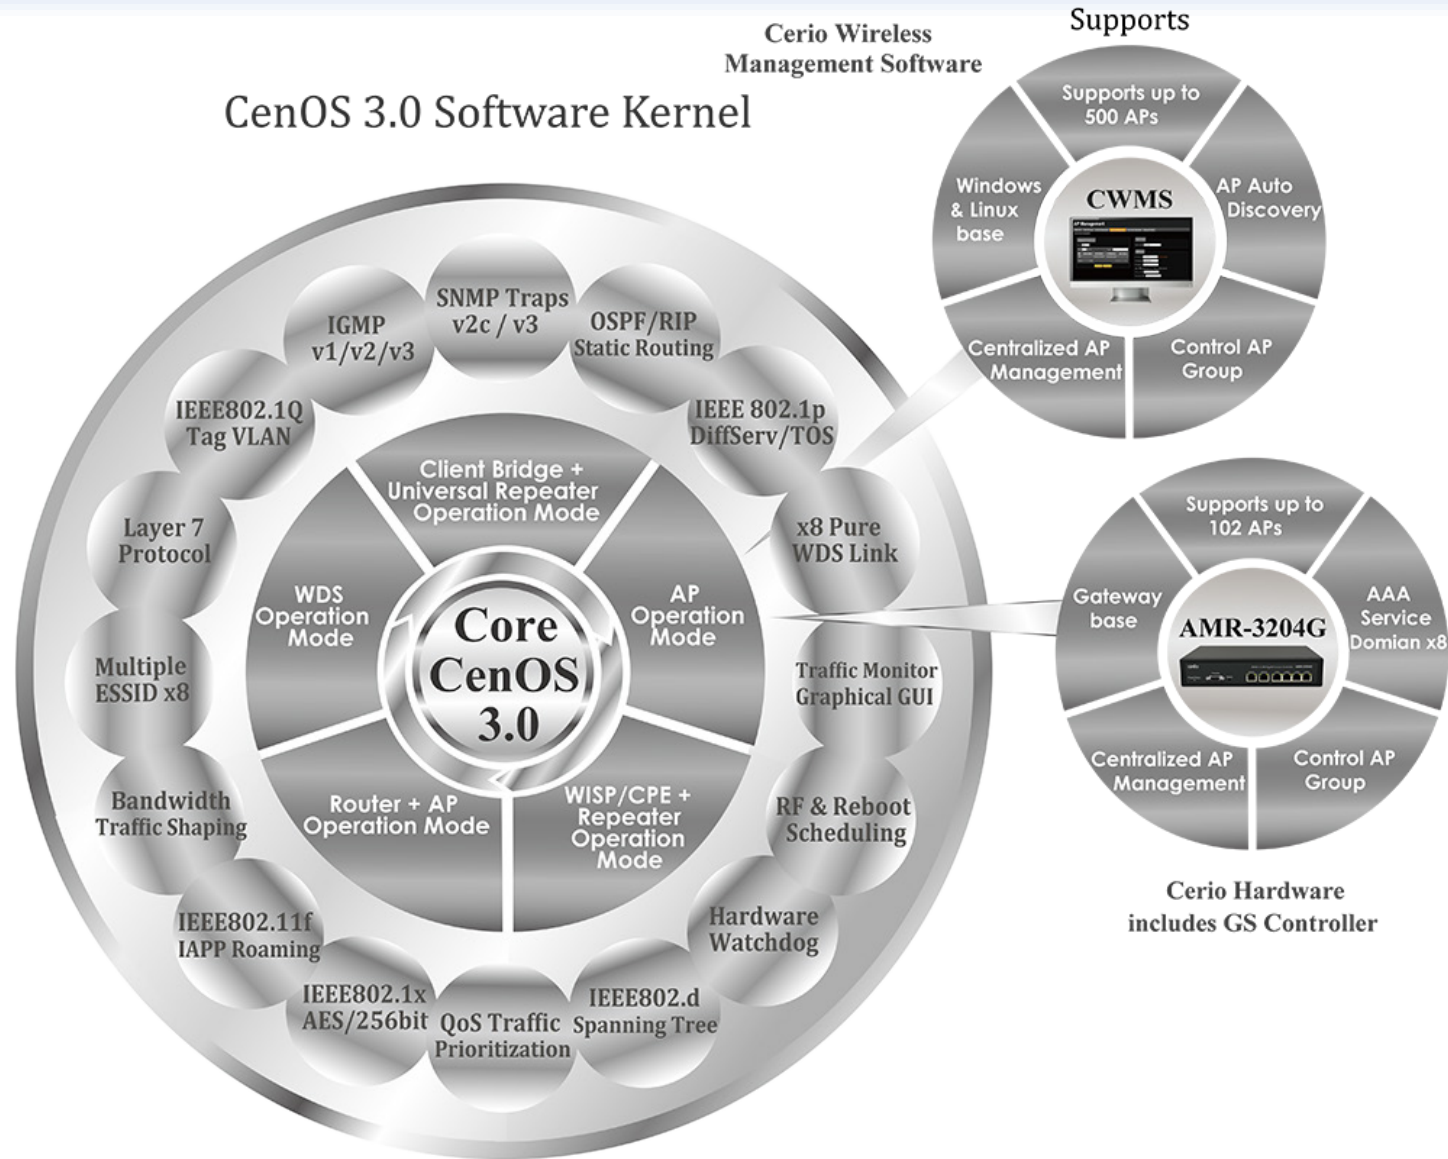 Supports
Cerio Wireless
Management Software
CenOS 3.0 Software Kernel
Supports up to
500 APs
AP Auto
Discovery
Control AP
Group
Centralized AP
Management
Windows
& Linux
base
CWMS
SNMP Traps
v2c / v3
OSPF/RIP
Static Routing
IEEE 802.1p
DiffServ/TOS
x8 Pure
WDS Link
Traffic Monitor
Graphical GUI
RF & Reboot
Scheduling
Hardware
Watchdog
IEEE802.d
Spanning Tree
QoS Traffic
Prioritization
IEEE802.1x
AES/256bit
IEEE802.11f
IAPP Roaming
Bandwidth
Traffic Shaping
Multiple
ESSID x8
Layer 7
Protocol
IEEE802.1Q
Tag VLAN
IGMP
v1/v2/v3
Client Bridge +
Universal Repeater
Operation Mode
AP
Operation
Mode
WISP/CPE +
Repeater
Operation
Mode
Router + AP
Operation Mode
WDS
Operation
Mode
Core
CenOS
3.0
Supports up to
102 APs
AAA
Service
Domian x8
Control AP
Group
Centralized AP
Management
Gateway
base
AMR-3204G
Cerio Hardware
includes GS Controller